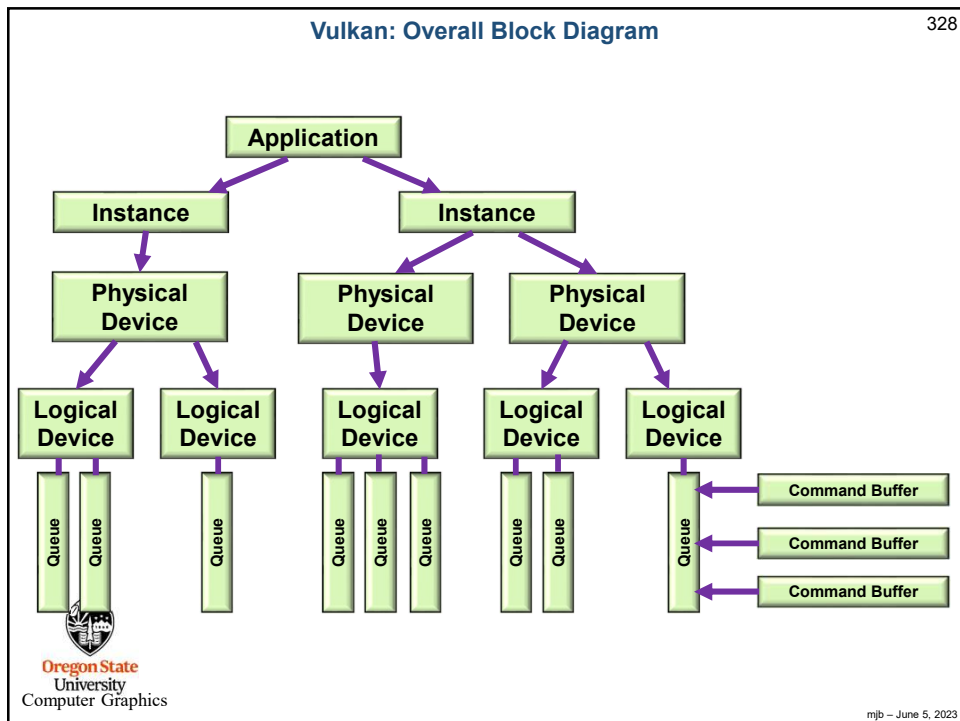 Vulkan: Overall Block Diagram
328
Application
Instance
Instance
Physical
Device
Physical
Device
Physical
Device
Logical
Device
Logical
Device
Logical
Device
Logical
Device
Logical
Device
Queue
Queue
Queue
Queue
Queue
Queue
Queue
Queue
Queue
Command Buffer
Command Buffer
Command Buffer
Oregon State
University
Computer Graphics
mjb – June 5, 2023